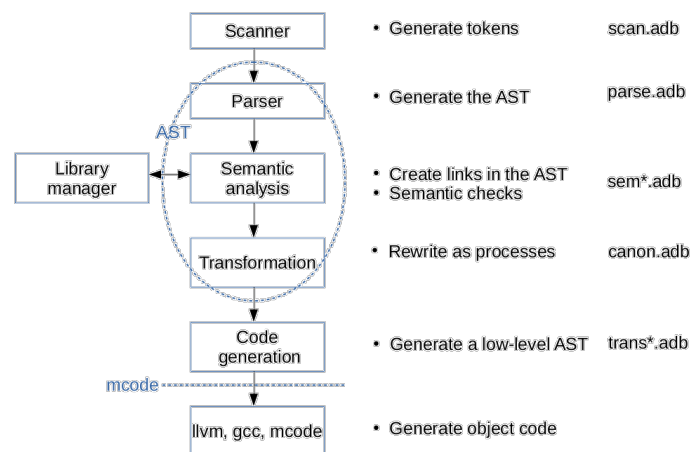 Scanner
• Generate tokens
scan.adb
Parser
• Generate the AST
parse.adb
AST
Library
manager
Semantic
analysis
• Create links in the AST
• Semantic checks
sem*.adb
Transformation
• Rewrite as processes
canon.adb
Code
generation
• Generate a low-level AST
trans*.adb
mcode
llvm, gcc, mcode
• Generate object code